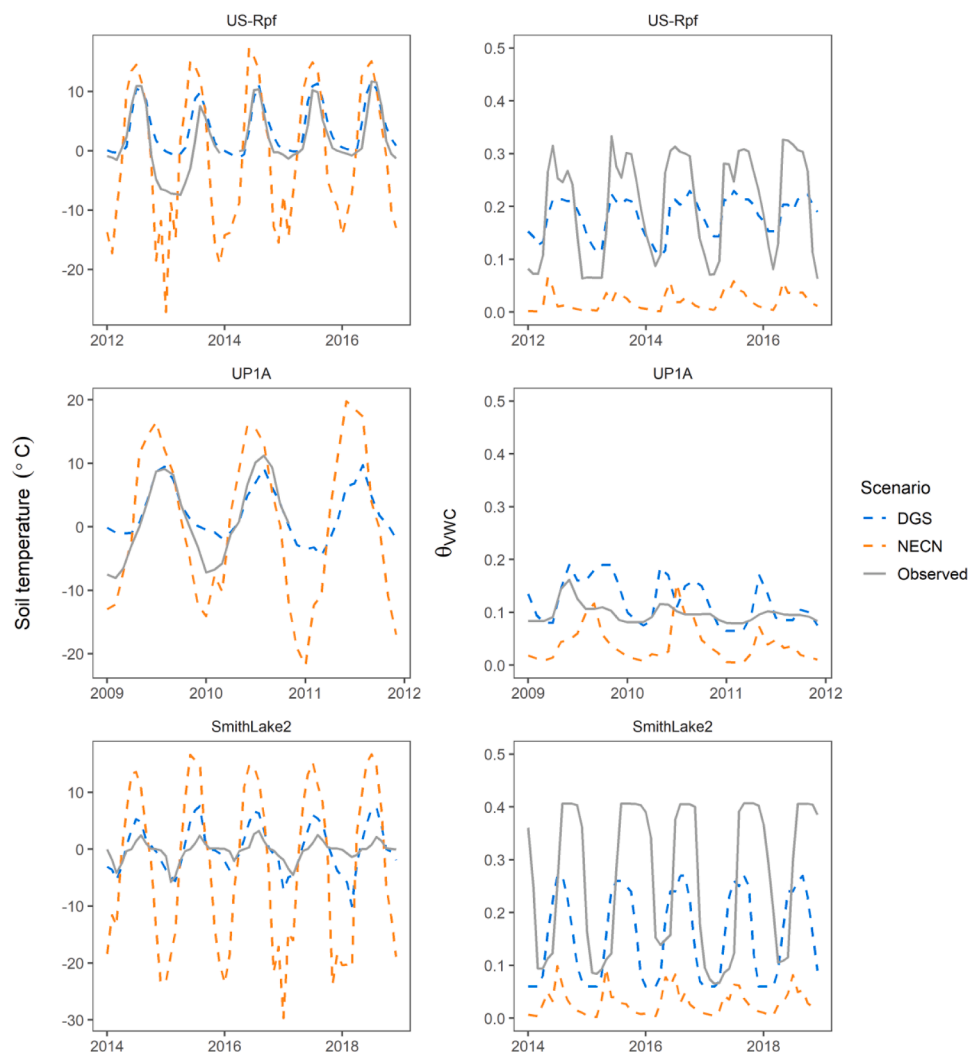 US-Rpf
US-Rpf
10
0
-10
-20
2012 2014 2016
0.5
0.4
0.3
0.2
0.1
0.0
2012 2014 2016
UP1A
UP1A
Soil temperature (° C)
20
10
0
-10
-20
2009 2010 2011 2012
θVWC
0.5
0.4
0.3
0.2
0.1
0.0
2009 2010 2011 2012
Scenario
DGS
NECN
Observed
SmithLake2
SmithLake2
20
10
0
-10
-20
-30
2014 2016 2018
0.5
0.4
0.3
0.2
0.1
0.0
2014 2016 2018